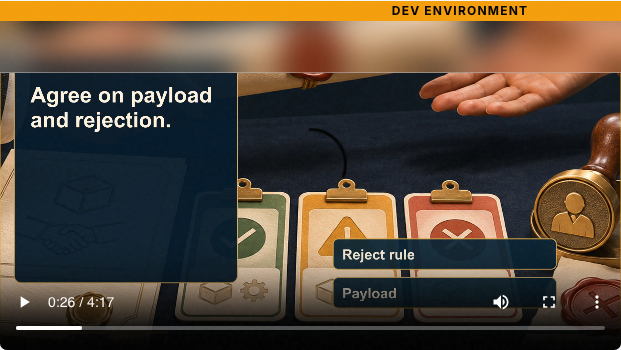 DEV ENVIRONMENT
Agree on payload
and rejection.
Reject rule
Payload
0:26 / 4:17